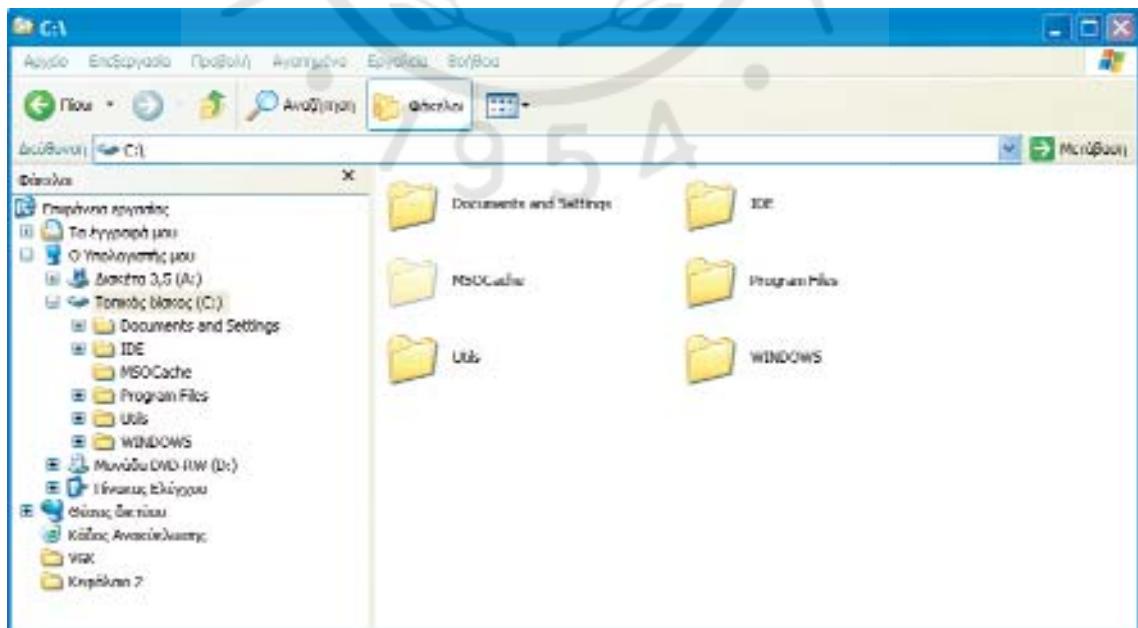 C:\
Αρχείο Επεξεργασία Προβολή Αγαπημένα Εργαλεία Βοήθεια
Πίσω Αναζήτηση Φάκελοι
Διεύθυνση C:\ Μετάβαση
Φάκελοι
Επιφάνεια εργασίας
Τα έγγραφά μου
Ο Υπολογιστής μου
Δισκέτα 3,5 (A:)
Τοπικός δίσκος (C:)
Documents and Settings
IDE
MSOCache
Program Files
Utils
WINDOWS
Μονάδα DVD-RW (D:)
Πίνακας Ελέγχου
Θέσεις δικτύου
Κάδος Ανακύκλωσης
VGK
Κεφάλαιο 2
Documents and Settings IDE
MSOCache Program Files
Utils WINDOWS
1954